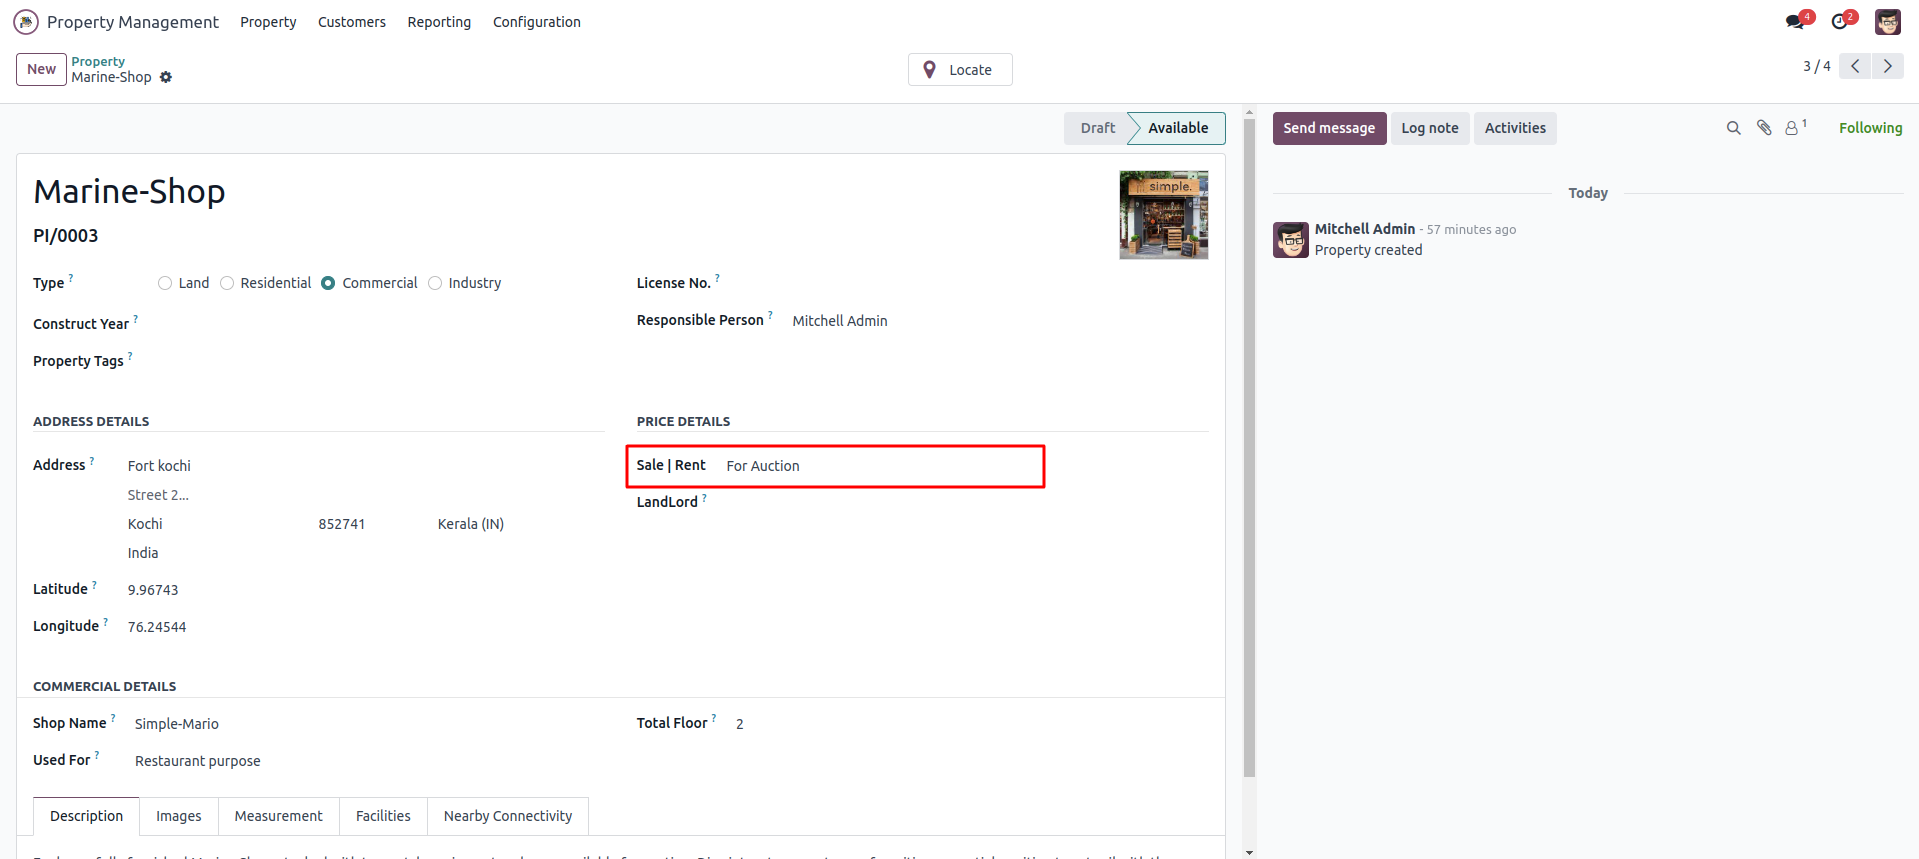 Property Management Property Customers Reporting Configuration 4 2
New Property
Marine-Shop
Locate
3 / 4
Draft Available
Send message Log note Activities 1 Following
Marine-Shop
simple.
PI/0003
Type ? Land Residential Commercial Industry
Construct Year ?
Property Tags ?
License No. ?
Responsible Person ? Mitchell Admin
ADDRESS DETAILS
Address ? Fort kochi
Street 2...
Kochi 852741 Kerala (IN)
India
Latitude ? 9.96743
Longitude ? 76.24544
PRICE DETAILS
Sale | Rent For Auction
LandLord ?
COMMERCIAL DETAILS
Shop Name ? Simple-Mario
Used For ? Restaurant purpose
Total Floor ? 2
Description Images Measurement Facilities Nearby Connectivity
Today
Mitchell Admin - 57 minutes ago
Property created